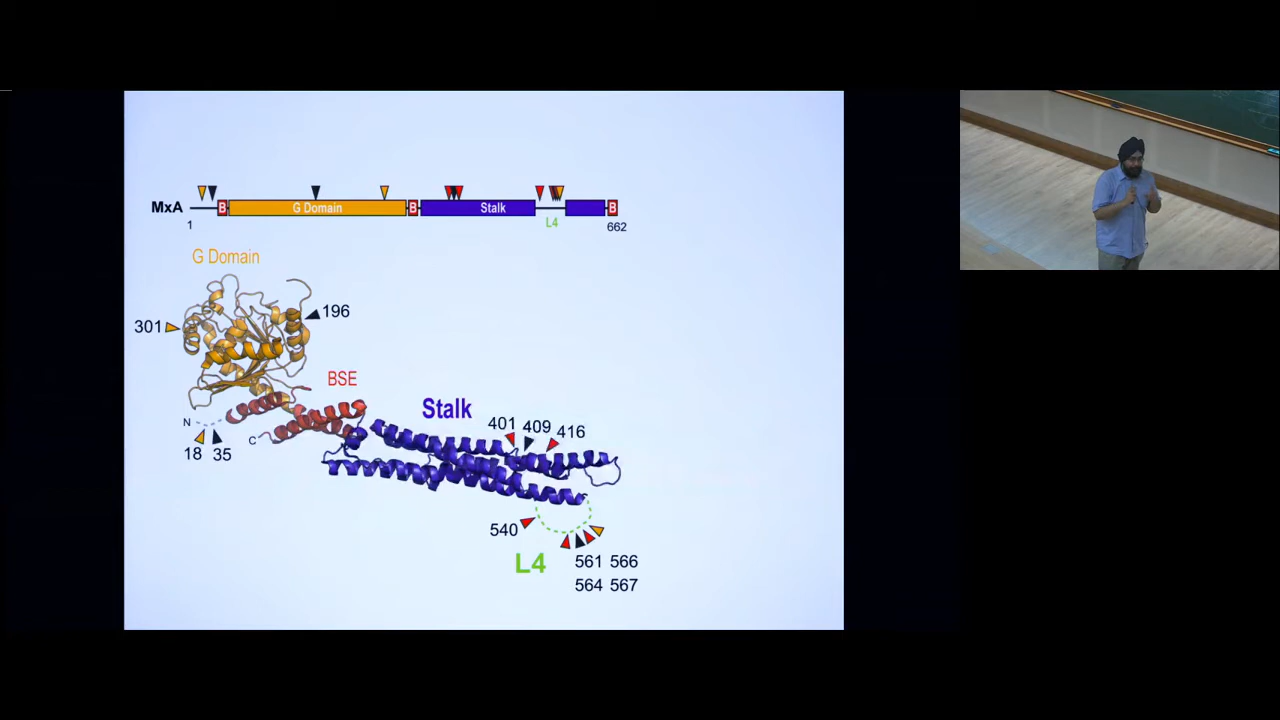 MxA
B
G Domain
B
Stalk
B
1
L4
662
G Domain
301
196
BSE
Stalk
N
C
18 35
401 409 416
540
L4
561 566
564 567